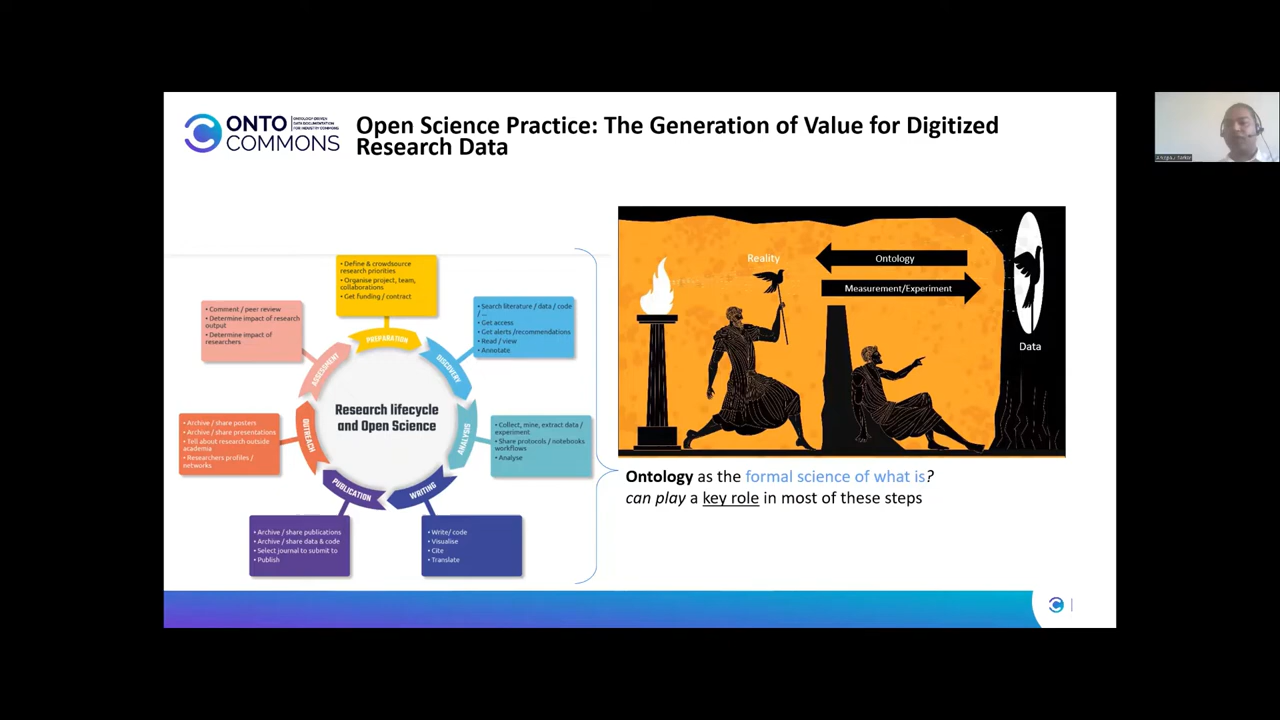 ONTO
COMMONS
ONTOLOGY-DRIVEN
DATA DOCUMENTATION
FOR INDUSTRY COMMONS
Open Science Practice: The Generation of Value for Digitized
Research Data
• Define & crowdsource
research priorities
• Organise project, team,
collaborations
• Get funding / contract
PREPARATION
• Search literature / data / code
/ ...
• Get access
• Get alerts /recommendations
• Read / view
• Annotate
DISCOVERY
• Collect, mine, extract data /
experiment
• Share protocols / notebooks
workflows
• Analyse
ANALYSIS
• Write/ code
• Visualise
• Cite
• Translate
WRITING
• Archive / share publications
• Archive / share data & code
• Select journal to submit to
• Publish
PUBLICATION
• Archive / share posters
• Archive / share presentations
• Tell about research outside
academia
• Researchers profiles /
networks
OUTREACH
• Comment / peer review
• Determine impact of research
output
• Determine impact of
researchers
ASSESSMENT
Research lifecycle
and Open Science
Reality
Ontology
Measurement/Experiment
Data
Ontology as the formal science of what is?
can play a key role in most of these steps